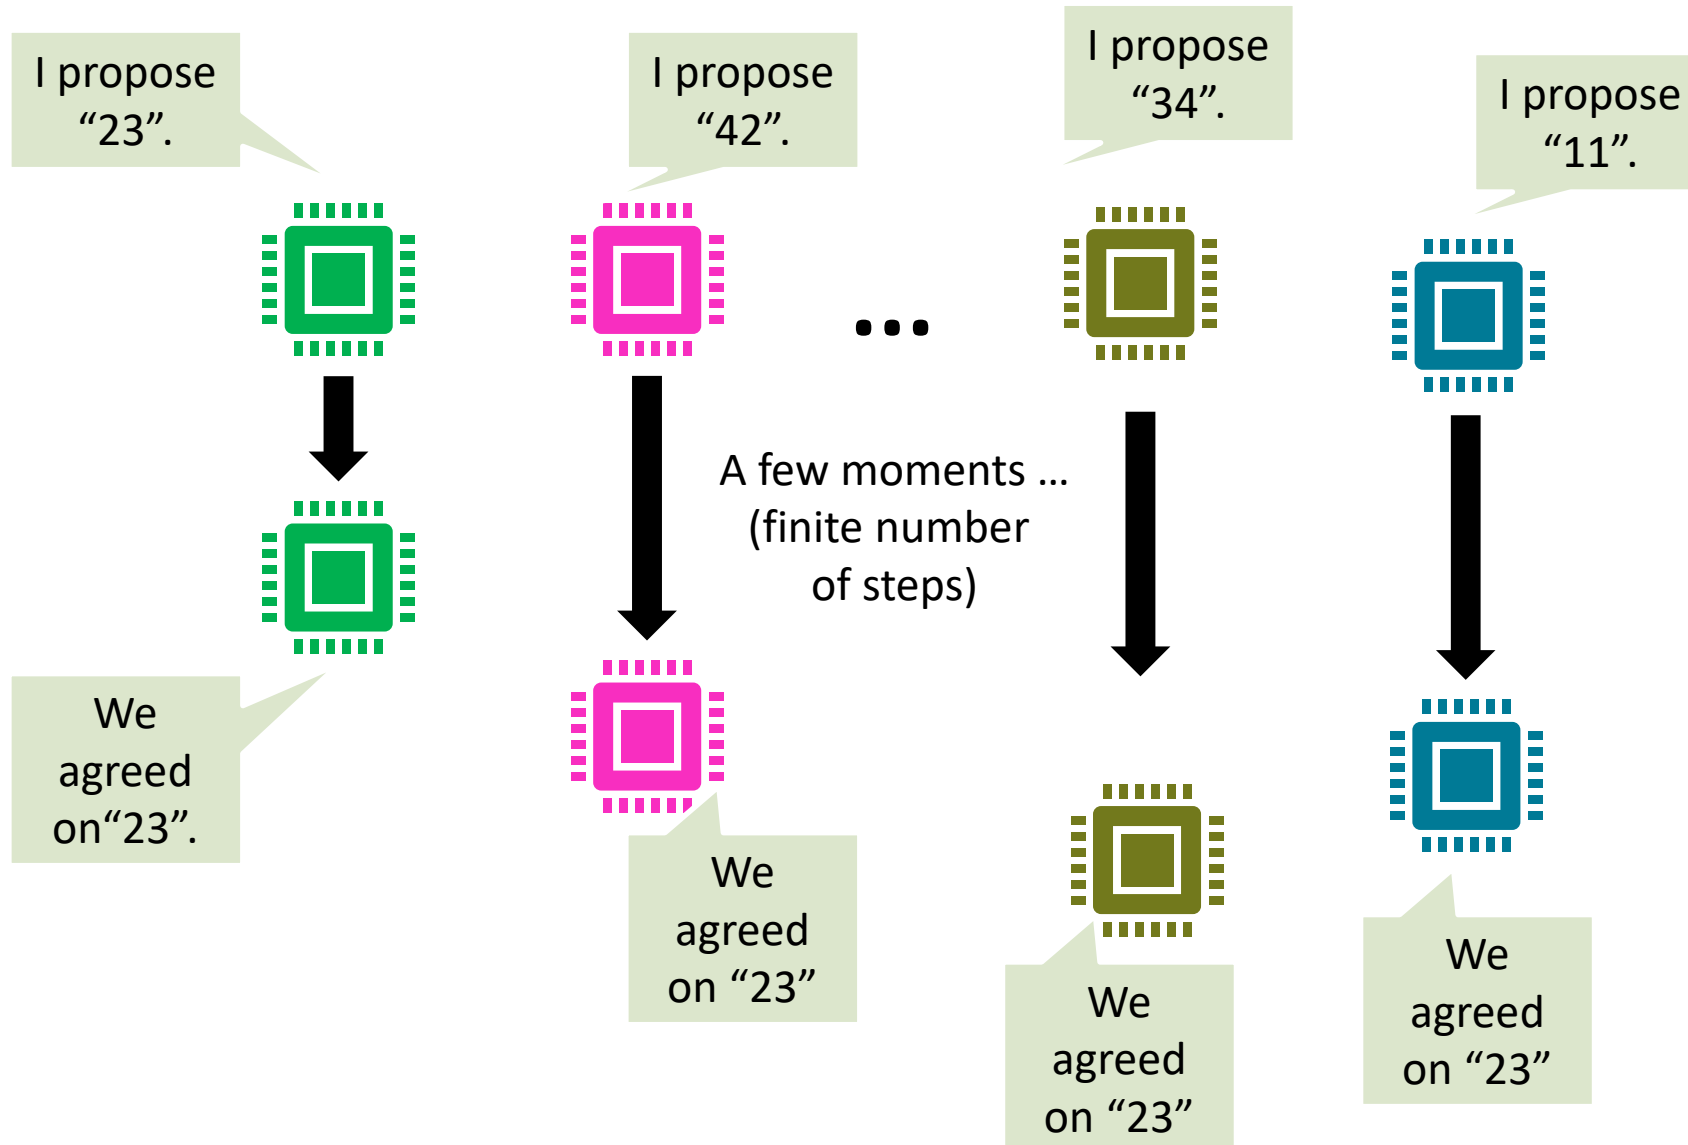 I propose
“23”.
I propose
“42”.
I propose
“34”.
I propose
“11”.
...
A few moments ...
(finite number
of steps)
We
agreed
on“23”.
We
agreed
on “23”
We
agreed
on “23”
We
agreed
on “23”